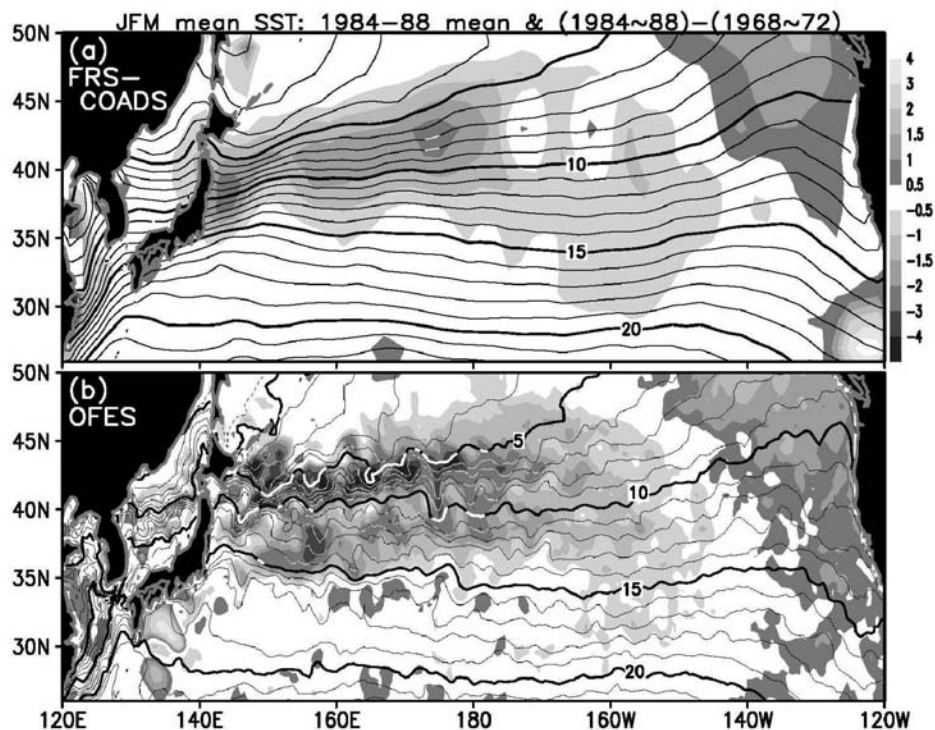 JFM mean SST: 1984–88 mean & (1984~88)–(1968~72)
50N
45N
40N
35N
30N
(a)
FRS–
COADS
10
15
20
4
3
2
1.5
1
0.5
−0.5
−1
−1.5
−2
−3
−4
50N
45N
40N
35N
30N
(b)
OFES
5
10
15
20
120E
140E
160E
180
160W
140W
120W